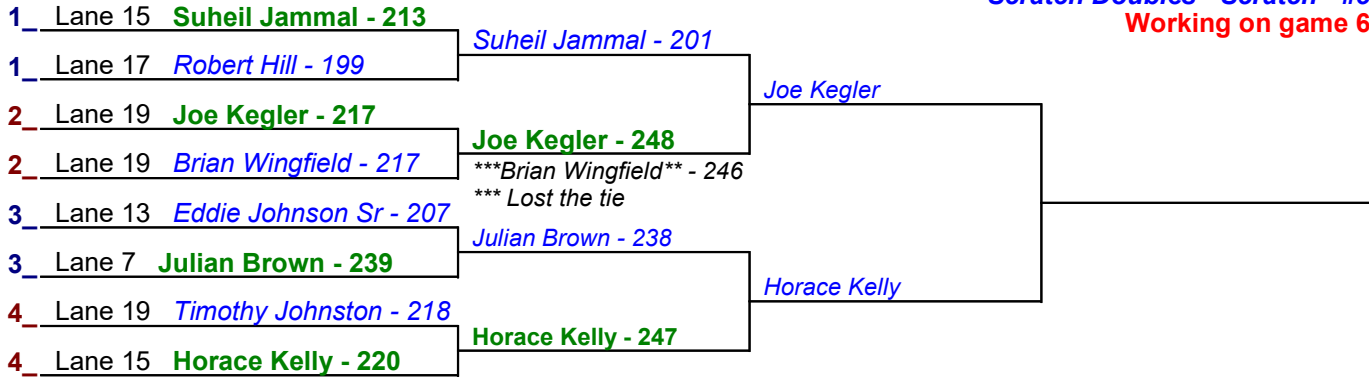 1_ Lane 15 Suheil Jammal - 213
Working on game 6
Suheil Jammal - 201
1_ Lane 17 Robert Hill - 199
Joe Kegler
2_ Lane 19 Joe Kegler - 217
Joe Kegler - 248
2_ Lane 19 Brian Wingfield - 217
***Brian Wingfield** - 246
*** Lost the tie
3_ Lane 13 Eddie Johnson Sr - 207
Julian Brown - 238
3_ Lane 7 Julian Brown - 239
Horace Kelly
4_ Lane 19 Timothy Johnston - 218
Horace Kelly - 247
4_ Lane 15 Horace Kelly - 220